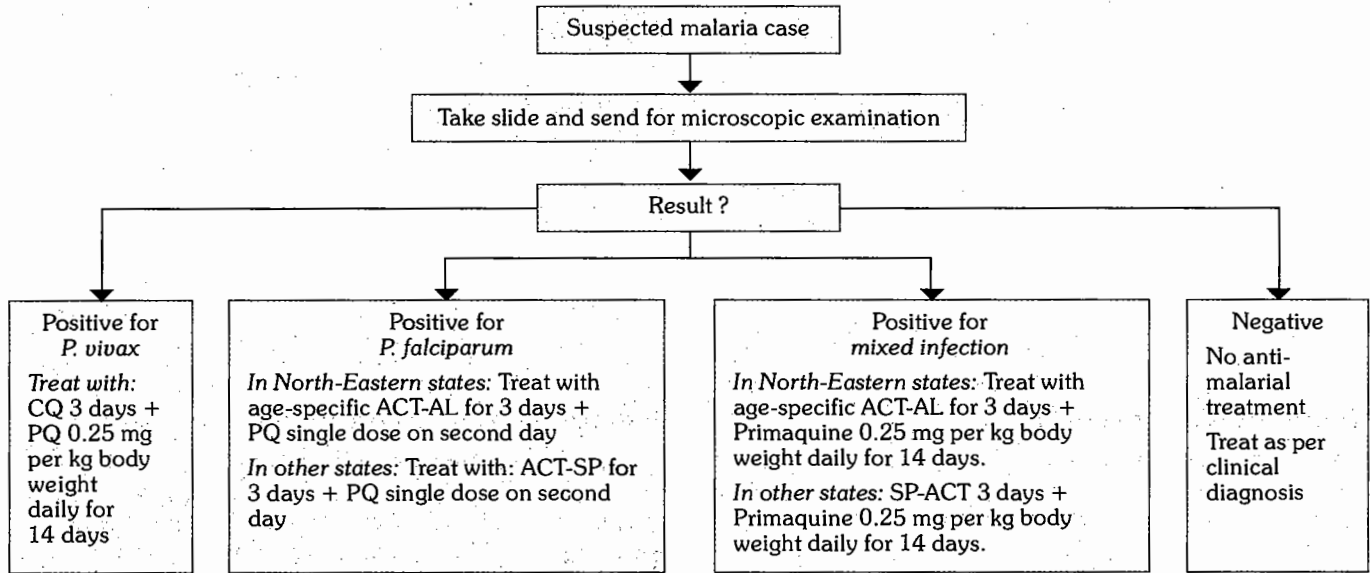 Suspected malaria case
Take slide and send for microscopic examination
Result ?
Positive for
P. vivax
Treat with:
CQ 3 days +
PQ 0.25 mg
per kg body
weight
daily for
14 days
Positive for
P. falciparum
In North-Eastern states: Treat with
age-specific ACT-AL for 3 days +
PQ single dose on second day
In other states: Treat with: ACT-SP for
3 days + PQ single dose on second
day
Positive for
mixed infection
In North-Eastern states: Treat with
age-specific ACT-AL for 3 days +
Primaquine 0.25 mg per kg body
weight daily for 14 days.
In other states: SP-ACT 3 days +
Primaquine 0.25 mg per kg body
weight daily for 14 days.
Negative
No anti-
malarial
treatment
Treat as per
clinical
diagnosis